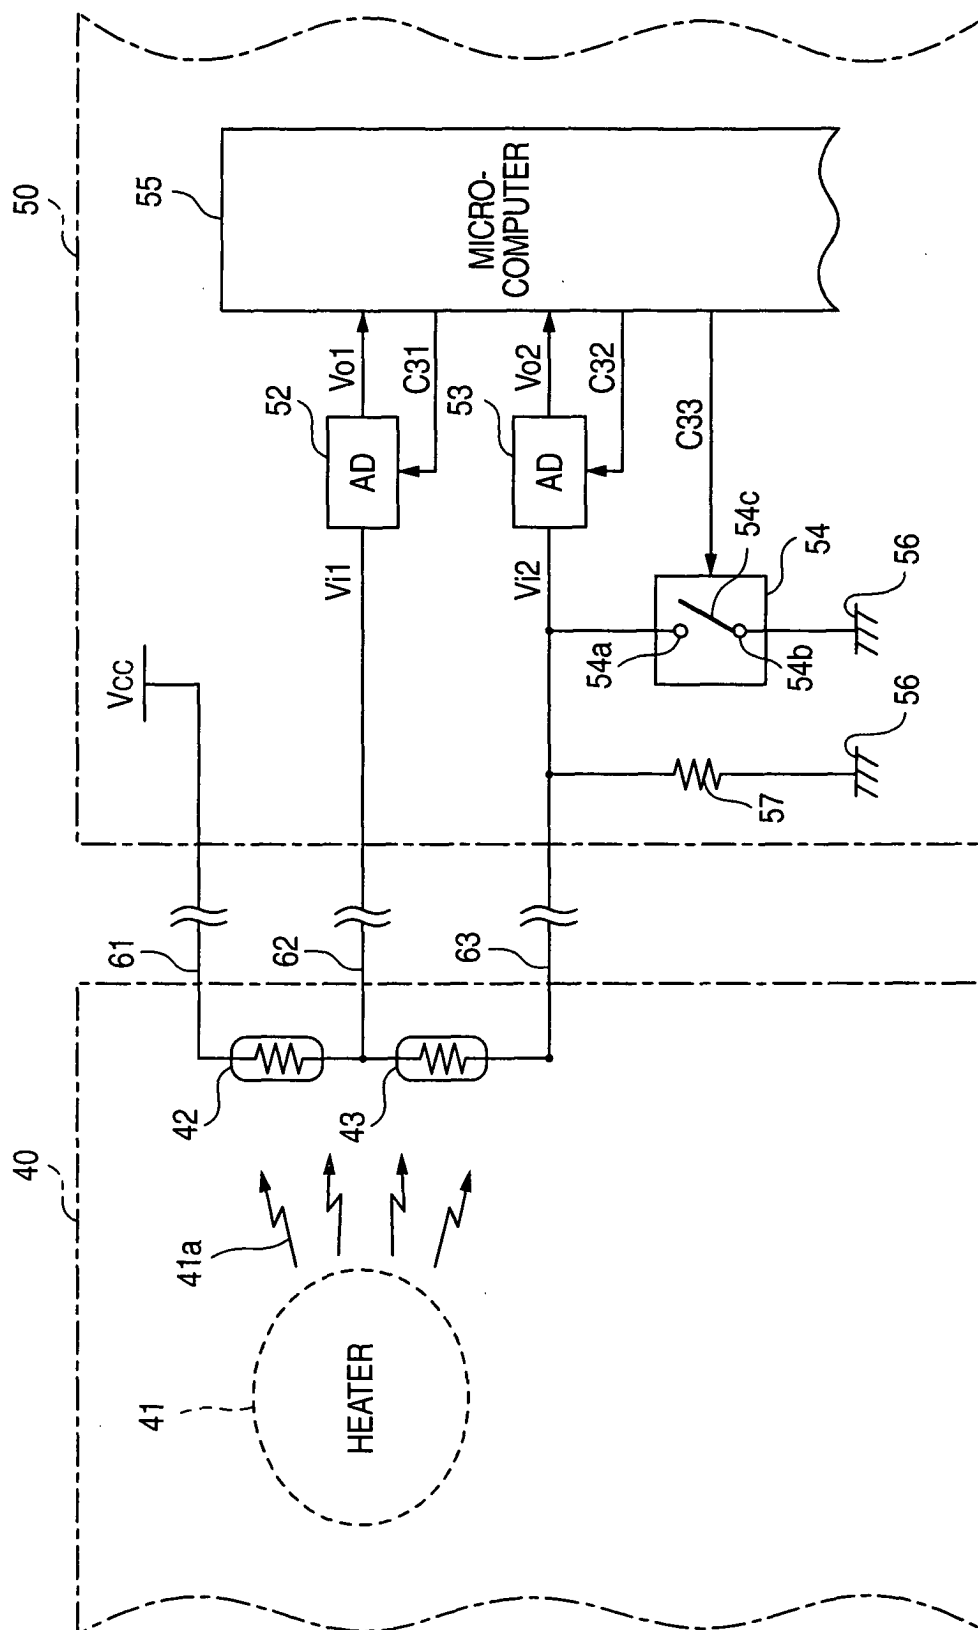 40
41
HEATER
41a
42
43
61
62
63
50
Vcc
Vi1
52
AD
Vo1
C31
55
MICRO-
COMPUTER
Vi2
53
AD
Vo2
C32
C33
54a
54b
54c
54
56
57
56